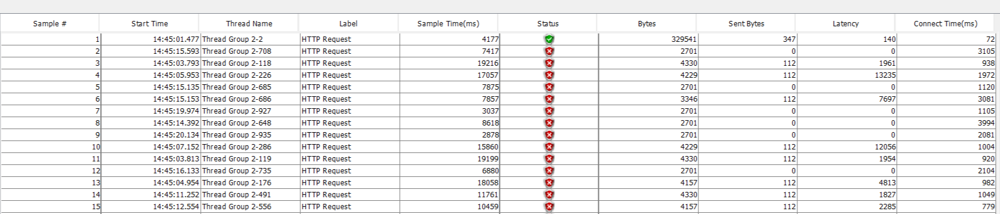 Sample # Start Time Thread Name Label Sample Time(ms) Status Bytes Sent Bytes Latency Connect Time(ms)
1 14:45:01.477 Thread Group 2-2 HTTP Request 4177 329541 347 140 72
2 14:45:15.593 Thread Group 2-708 HTTP Request 7417 2701 0 0 3105
3 14:45:03.793 Thread Group 2-118 HTTP Request 19216 4330 112 1961 938
4 14:45:05.953 Thread Group 2-226 HTTP Request 17057 4229 112 13235 1972
5 14:45:15.135 Thread Group 2-685 HTTP Request 7875 2701 0 0 1120
6 14:45:15.153 Thread Group 2-686 HTTP Request 7857 3346 112 7697 3081
7 14:45:19.974 Thread Group 2-927 HTTP Request 3037 2701 0 0 1105
8 14:45:14.392 Thread Group 2-648 HTTP Request 8618 2701 0 0 3994
9 14:45:20.134 Thread Group 2-935 HTTP Request 2878 2701 0 0 2081
10 14:45:07.152 Thread Group 2-286 HTTP Request 15860 4229 112 12056 1004
11 14:45:03.813 Thread Group 2-119 HTTP Request 19199 4330 112 1954 920
12 14:45:16.133 Thread Group 2-735 HTTP Request 6880 2701 0 0 2104
13 14:45:04.954 Thread Group 2-176 HTTP Request 18058 4157 112 4813 982
14 14:45:11.252 Thread Group 2-491 HTTP Request 11761 4330 112 1827 1049
15 14:45:12.554 Thread Group 2-556 HTTP Request 10459 4157 112 2285 779